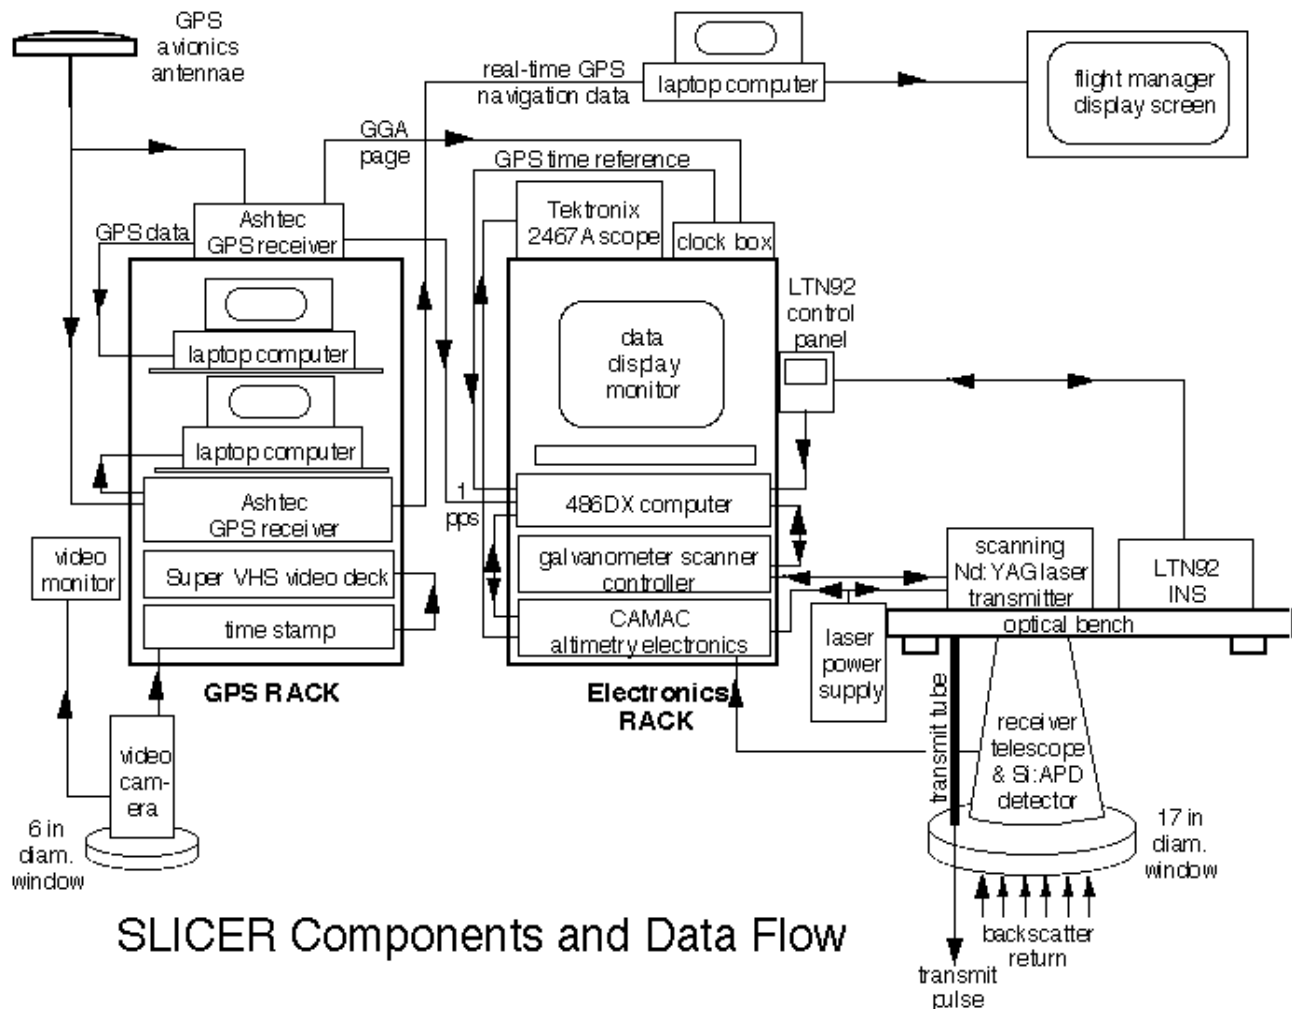 GPS
avionics
antennae
real-time GPS
navigation data
laptop computer
flight manager
display screen
GGA
page
GPS time reference
Ashtec
GPS receiver
GPS data
Tektronix
2467A scope
clock box
LTN92
control
panel
laptop computer
data
display
monitor
laptop computer
Ashtec
GPS receiver
1
pps
486DX computer
video
monitor
Super VHS video deck
galvanometer scanner
controller
scanning
Nd:YAG laser
transmitter
LTN92
INS
time stamp
CAMAC
altimetry electronics
laser
power
supply
optical bench
GPS RACK
Electronics
RACK
transmit tube
receiver
telescope
& Si:APD
detector
video
cam-
era
6 in
diam.
window
17 in
diam.
window
SLICER Components and Data Flow
backscatter
return
transmit
pulse